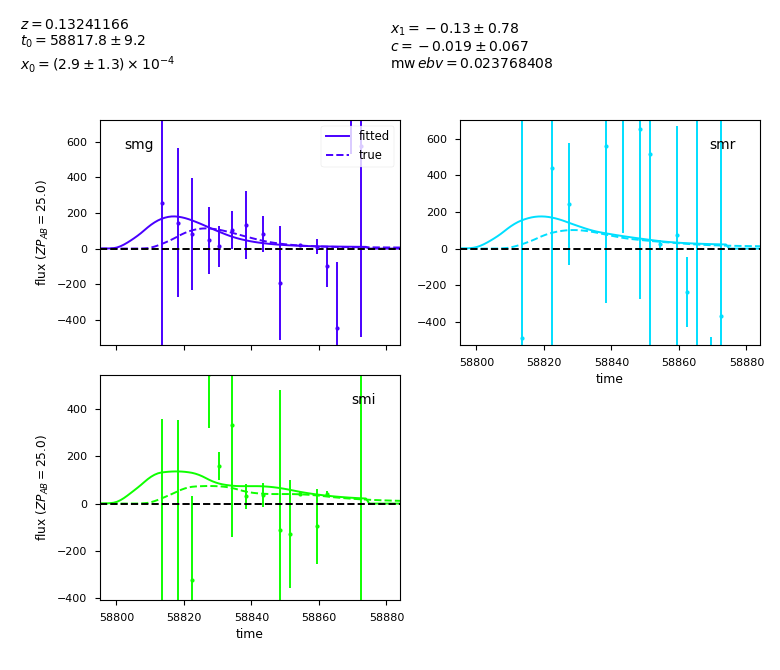 z = 0.13241166
t₀ = 58817.8 ± 9.2
x₀ = (2.9 ± 1.3) × 10⁻⁴
x₁ = −0.13 ± 0.78
c = −0.019 ± 0.067
mw ebv = 0.023768408
smg
fitted
true
600
400
200
0
−200
−400
flux (ZP_AB = 25.0)
smr
600
400
200
0
−200
−400
58800 58820 58840 58860 58880
time
smi
400
200
0
−200
−400
flux (ZP_AB = 25.0)
58800 58820 58840 58860 58880
time